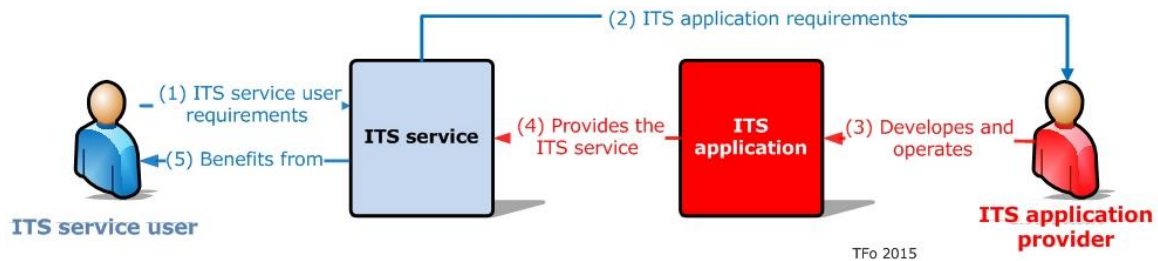 (2) ITS application requirements
(1) ITS service user
requirements
ITS service
(4) Provides the
ITS service
ITS
application
(3) Developes and
operates
(5) Benefits from
ITS service user
ITS application
provider
TFo 2015